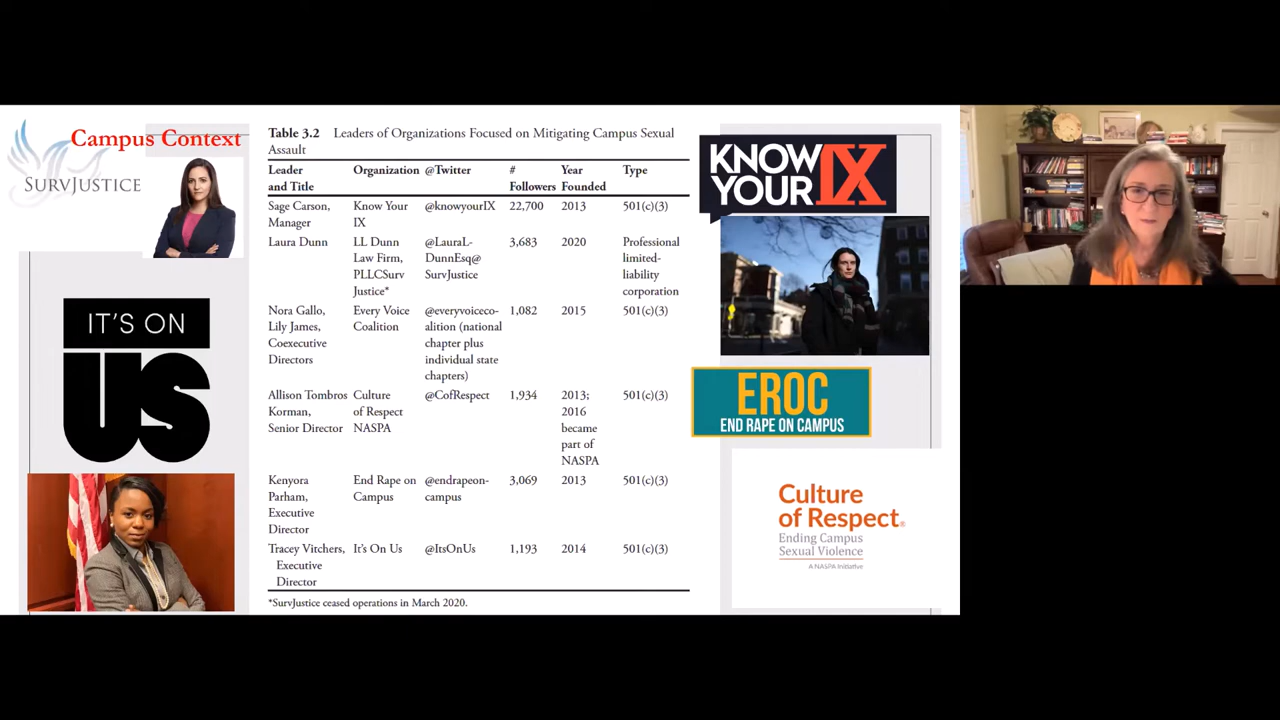 Campus Context
SURVJUSTICE
IT'S ON
US
Table 3.2 Leaders of Organizations Focused on Mitigating Campus Sexual
Assault
Leader and Title | Organization | @Twitter | # Followers | Year Founded | Type
Sage Carson, Manager | Know Your IX | @knowyourIX | 22,700 | 2013 | 501(c)(3)
Laura Dunn | LL Dunn Law Firm, PLLCSurv Justice* | @LauraL-DunnEsq@ SurvJustice | 3,683 | 2020 | Professional limited-liability corporation
Nora Gallo, Lily James, Coexecutive Directors | Every Voice Coalition | @everyvoiceco-alition (national chapter plus individual state chapters) | 1,082 | 2015 | 501(c)(3)
Allison Tombros Korman, Senior Director | Culture of Respect NASPA | @CofRespect | 1,934 | 2013; 2016 became part of NASPA | 501(c)(3)
Kenyora Parham, Executive Director | End Rape on Campus | @endrapeon-campus | 3,069 | 2013 | 501(c)(3)
Tracey Vitchers, Executive Director | It's On Us | @ItsOnUs | 1,193 | 2014 | 501(c)(3)
*SurvJustice ceased operations in March 2020.
KNOW
YOUR IX
EROC
END RAPE ON CAMPUS
Culture
of Respect®
Ending Campus
Sexual Violence
A NASPA Initiative